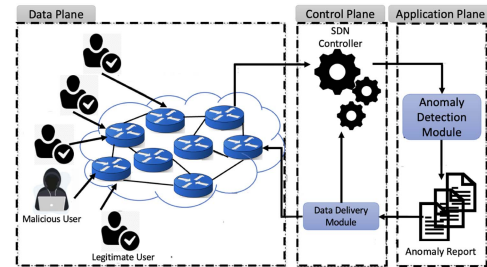 Data Plane
Control Plane
Application Plane
SDN
Controller
Anomaly
Detection
Module
Malicious User
Legitimate User
Data Delivery
Module
Anomaly Report